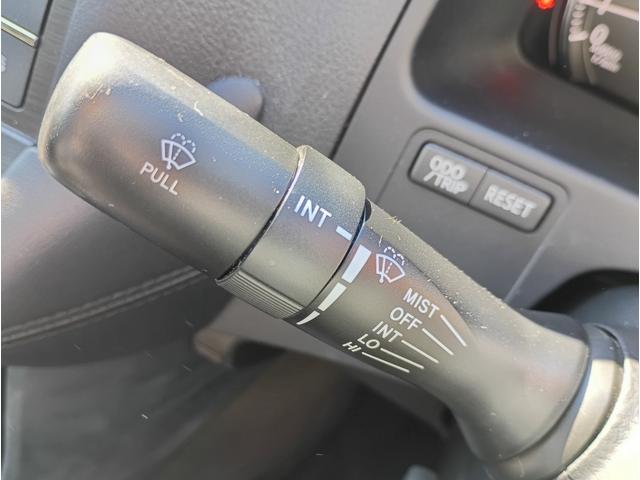 PULL
INT
MIST
OFF
INT
LO
HI
ODO
/TRIP
RESET